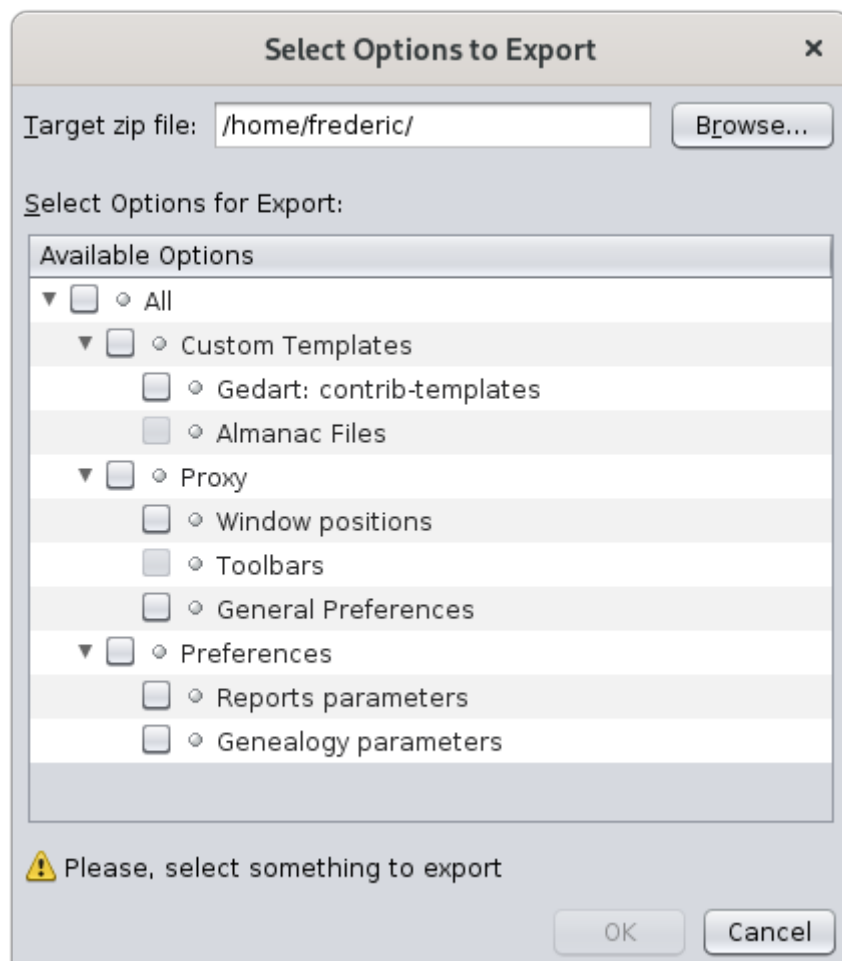 Select Options to Export
Target zip file: /home/frederic/ Browse...
Select Options for Export:
Available Options
All
Custom Templates
Gedart: contrib-templates
Almanac Files
Proxy
Window positions
Toolbars
General Preferences
Preferences
Reports parameters
Genealogy parameters
Please, select something to export
OK Cancel